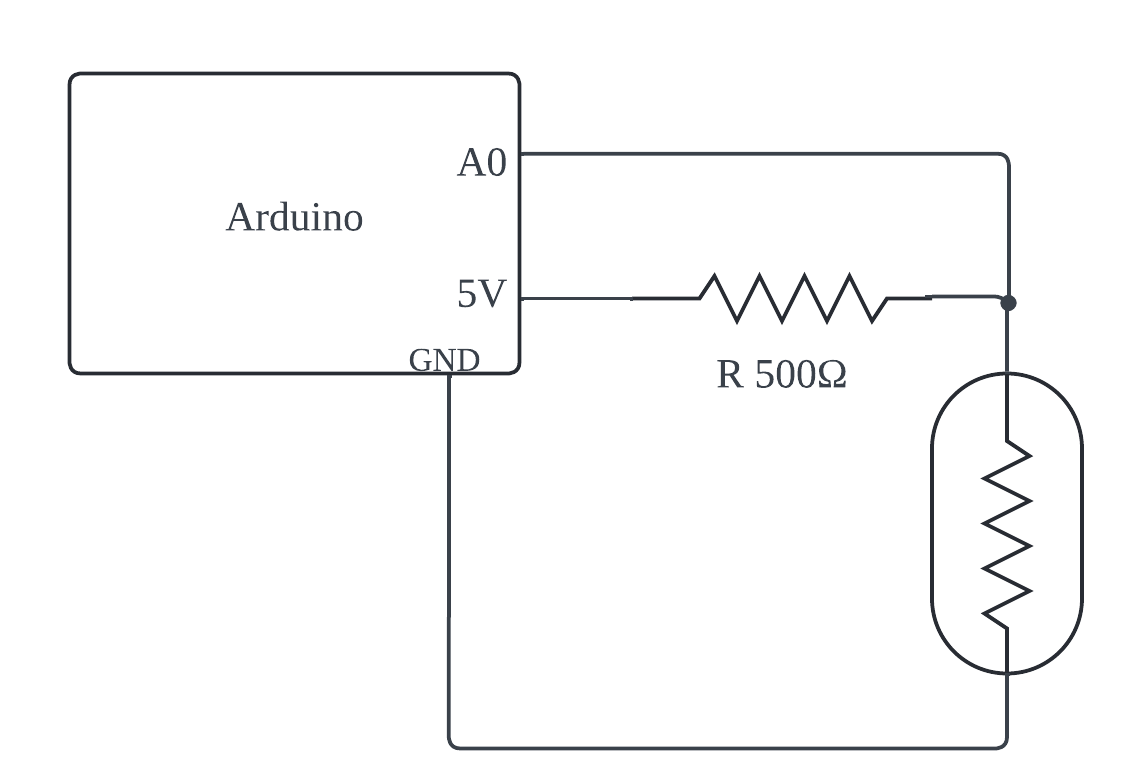 A0
Arduino
5V
GND
R 500Ω